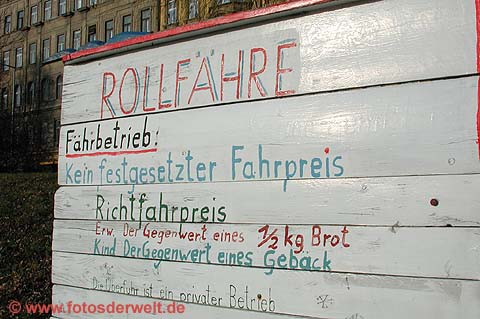 ROLLFÄHRE
Fährbetrieb:
Kein festgesetzter Fahrpreis
Richtfahrpreis
Erw. Der Gegenwert eines 1/2 kg Brot
Kind Der Gegenwert eines Gebäck
Die Überfuhr ist ein privater Betrieb
© www.fotosderwelt.de